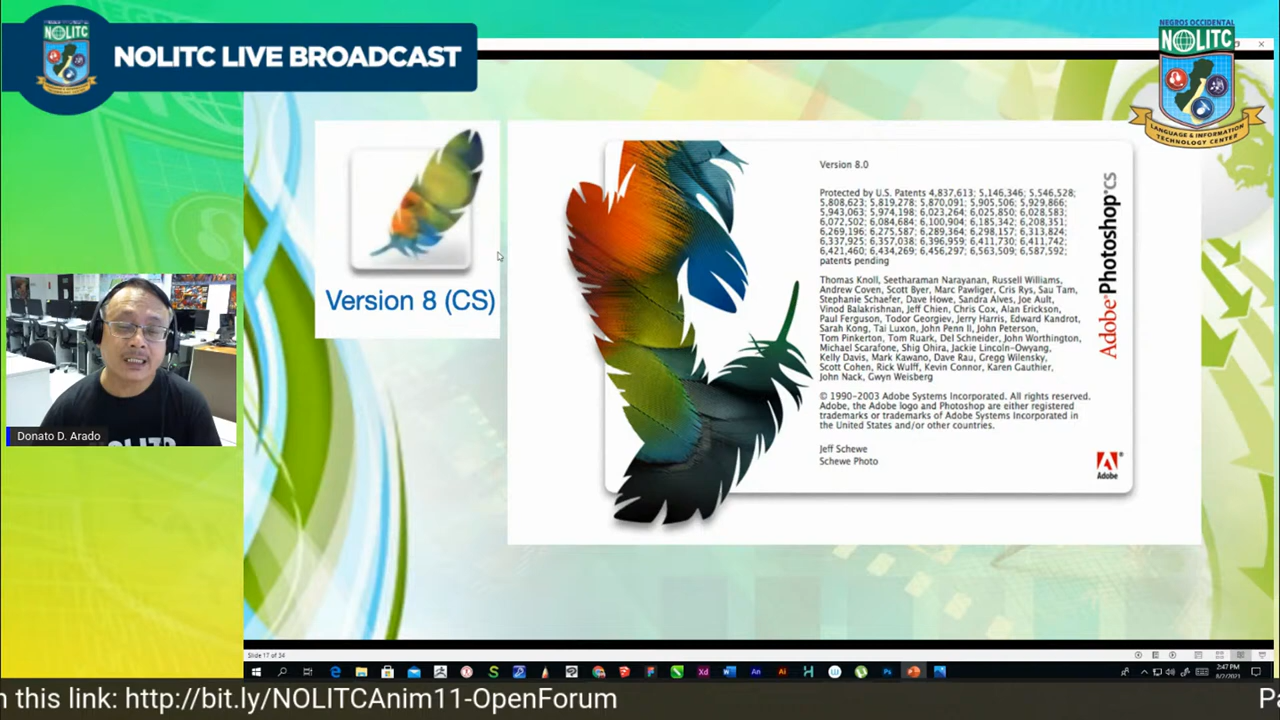 NOLITC
NOLITC LIVE BROADCAST
NEGROS OCCIDENTAL
NOLITC
LANGUAGE & INFORMATION
TECHNOLOGY CENTER
Version 8 (CS)
Version 8.0
Protected by U.S. Patents 4,837,613; 5,146,346; 5,546,528;
5,808,623; 5,819,278; 5,870,091; 5,905,506; 5,929,866;
5,943,063; 5,974,198; 6,023,264; 6,025,850; 6,028,583;
6,072,502; 6,084,684; 6,100,904; 6,185,342; 6,208,351;
6,269,196; 6,275,587; 6,289,364; 6,298,157; 6,313,824;
6,337,925; 6,357,038; 6,396,959; 6,411,730; 6,411,742;
6,421,460; 6,434,269; 6,456,297; 6,563,509; 6,587,592;
patents pending
Thomas Knoll, Seetharaman Narayanan, Russell Williams,
Andrew Coven, Scott Byer, Marc Pawliger, Cris Rys, Sau Tam,
Stephanie Schaefer, Dave Howe, Sandra Alves, Joe Ault,
Vinod Balakrishnan, Jeff Chien, Chris Cox, Alan Erickson,
Paul Ferguson, Todor Georgiev, Jerry Harris, Edward Kandrot,
Sarah Kong, Tai Luxon, John Penn II, John Peterson,
Tom Pinkerton, Tom Ruark, Del Schneider, John Worthington,
Michael Scarafone, Shig Ohira, Jackie Lincoln-Owyang,
Kelly Davis, Mark Kawano, Dave Rau, Gregg Wilensky,
Scott Cohen, Rick Wulff, Kevin Connor, Karen Gauthier,
John Nack, Gwyn Weisberg
© 1990-2003 Adobe Systems Incorporated. All rights reserved.
Adobe, the Adobe logo and Photoshop are either registered
trademarks or trademarks of Adobe Systems Incorporated in
the United States and/or other countries.
Jeff Schewe
Schewe Photo
Adobe® Photoshop® CS
Adobe
Donato D. Arado
Slide 17 of 34
2:47 PM
8/2/2021
n this link: http://bit.ly/NOLITCAnim11-OpenForum
Pa